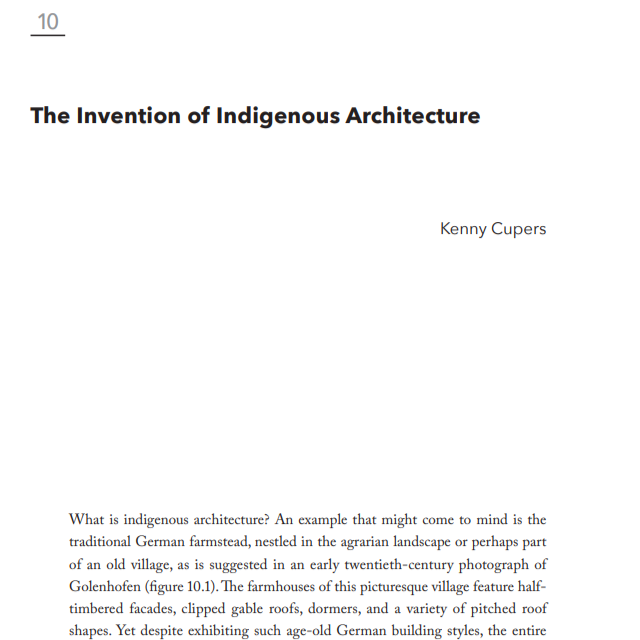 10
The Invention of Indigenous Architecture
Kenny Cupers
What is indigenous architecture? An example that might come to mind is the
traditional German farmstead, nestled in the agrarian landscape or perhaps part
of an old village, as is suggested in an early twentieth-century photograph of
Golenhofen (figure 10.1). The farmhouses of this picturesque village feature half-
timbered facades, clipped gable roofs, dormers, and a variety of pitched roof
shapes. Yet despite exhibiting such age-old German building styles, the entire